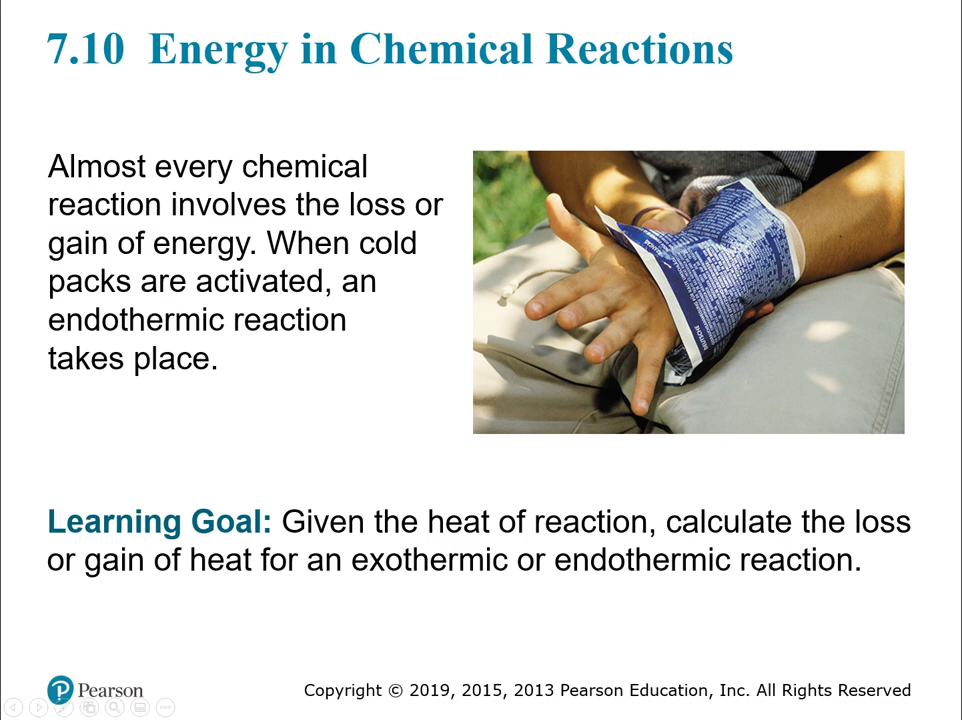 7.10 Energy in Chemical Reactions
Almost every chemical
reaction involves the loss or
gain of energy. When cold
packs are activated, an
endothermic reaction
takes place.
Learning Goal: Given the heat of reaction, calculate the loss
or gain of heat for an exothermic or endothermic reaction.
Pearson
Copyright © 2019, 2015, 2013 Pearson Education, Inc. All Rights Reserved